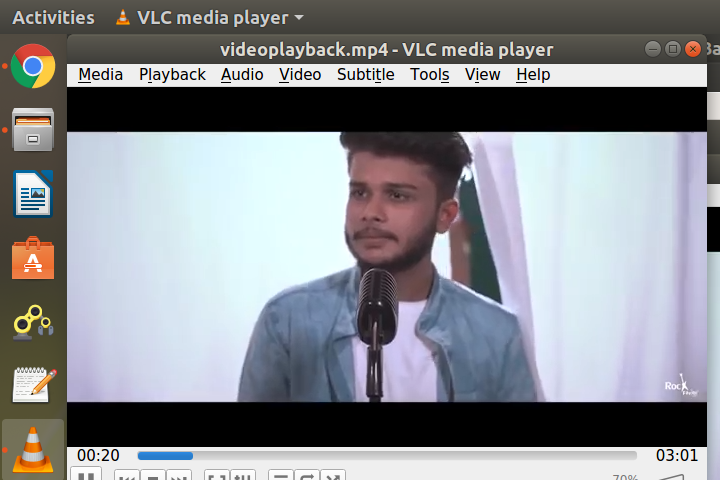 Activities VLC media player
videoplayback.mp4 - VLC media player
Media Playback Audio Video Subtitle Tools View Help
Rock
00:20 03:01
70%